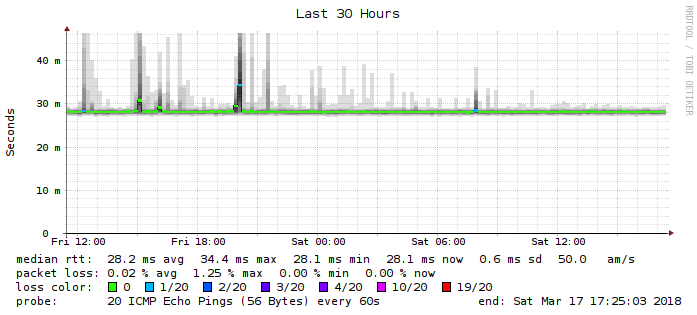 Last 30 Hours
RRDTOOL / TOBI OETIKER
Seconds
40 m
30 m
20 m
10 m
0
Fri 12:00 Fri 18:00 Sat 00:00 Sat 06:00 Sat 12:00
median rtt: 28.2 ms avg 34.4 ms max 28.1 ms min 28.1 ms now 0.6 ms sd 50.0 am/s
packet loss: 0.02 % avg 1.25 % max 0.00 % min 0.00 % now
loss color: 0 1/20 2/20 3/20 4/20 10/20 19/20
probe: 20 ICMP Echo Pings (56 Bytes) every 60s end: Sat Mar 17 17:25:03 2018